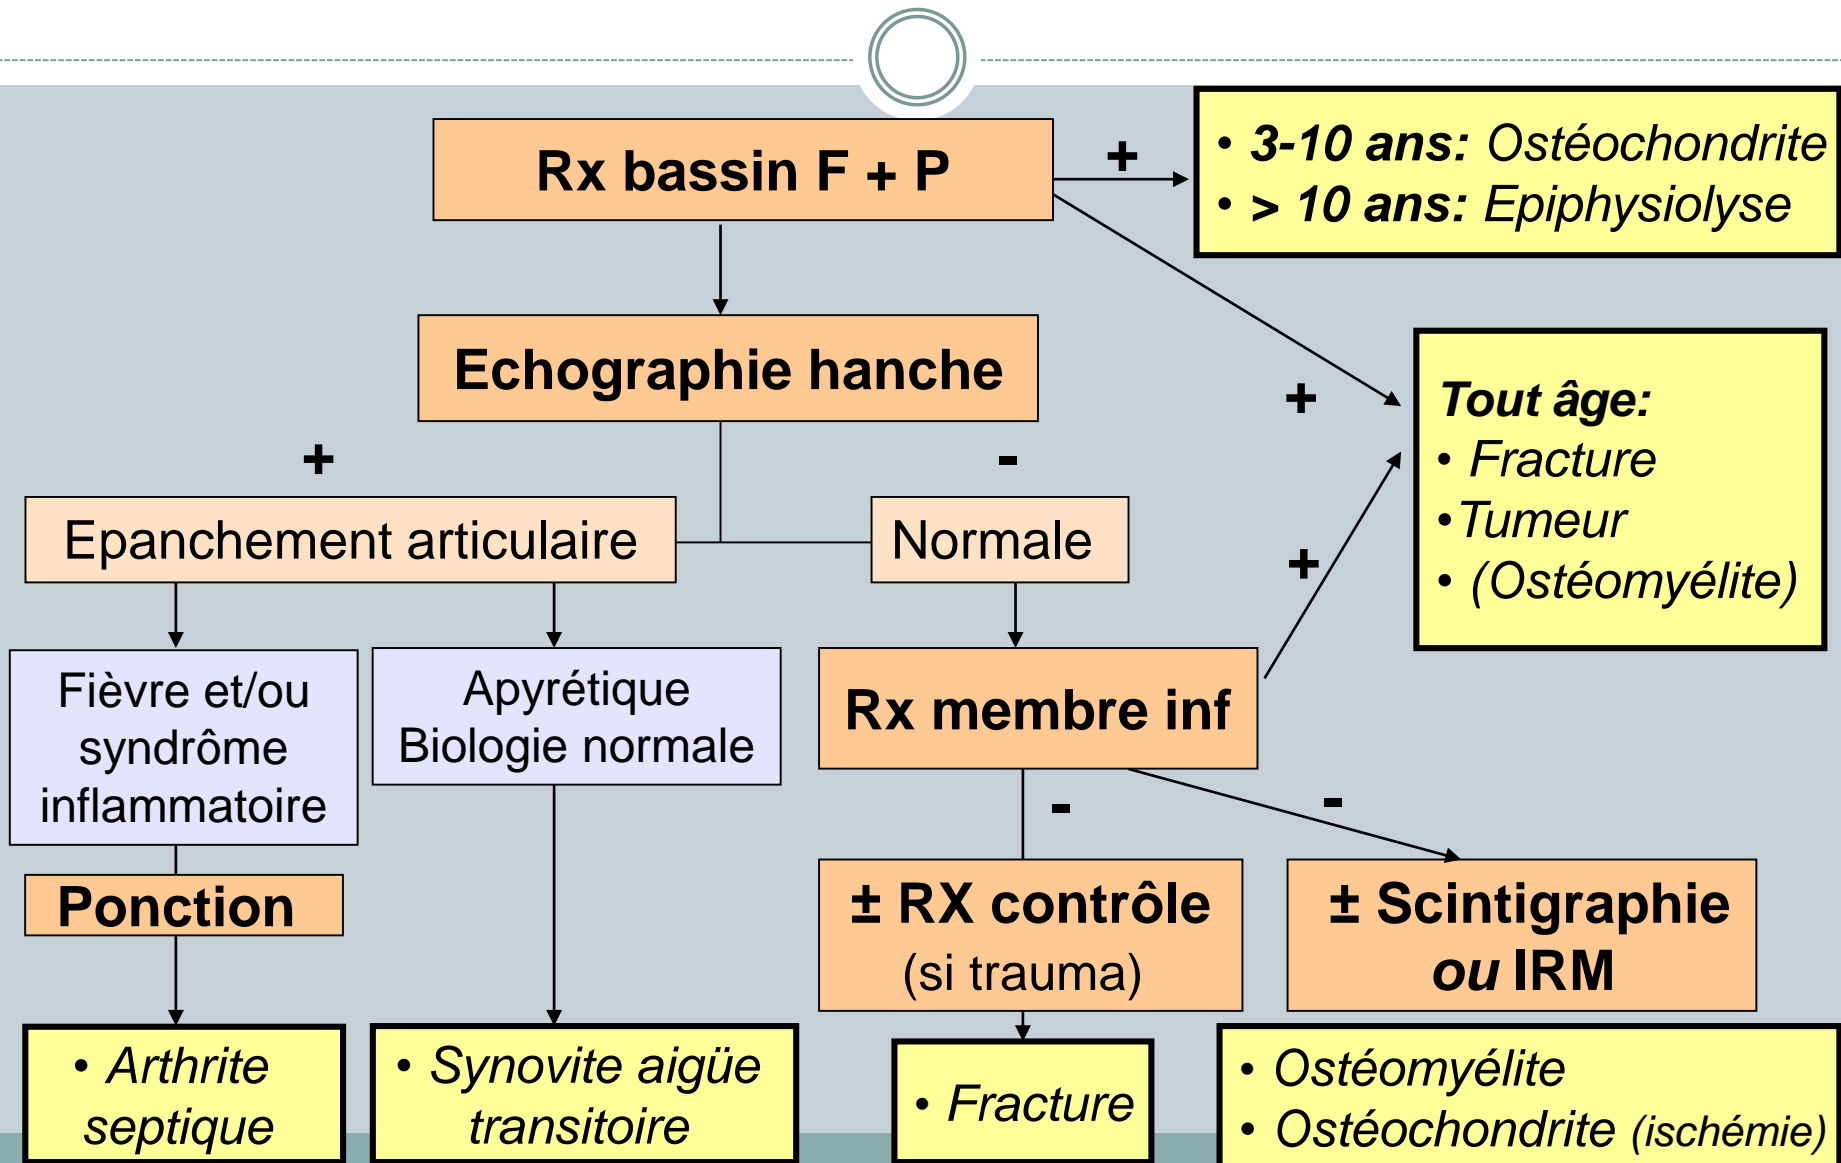 Rx bassin F + P
+
• 3-10 ans: Ostéochondrite
• > 10 ans: Epiphysiolyse
Echographie hanche
+
Tout âge:
• Fracture
•Tumeur
• (Ostéomyélite)
+
-
Epanchement articulaire
Normale
+
Fièvre et/ou
syndrôme
inflammatoire
Apyrétique
Biologie normale
Rx membre inf
-
-
Ponction
± RX contrôle
(si trauma)
± Scintigraphie
ou IRM
• Arthrite
septique
• Synovite aigüe
transitoire
• Fracture
• Ostéomyélite
• Ostéochondrite (ischémie)